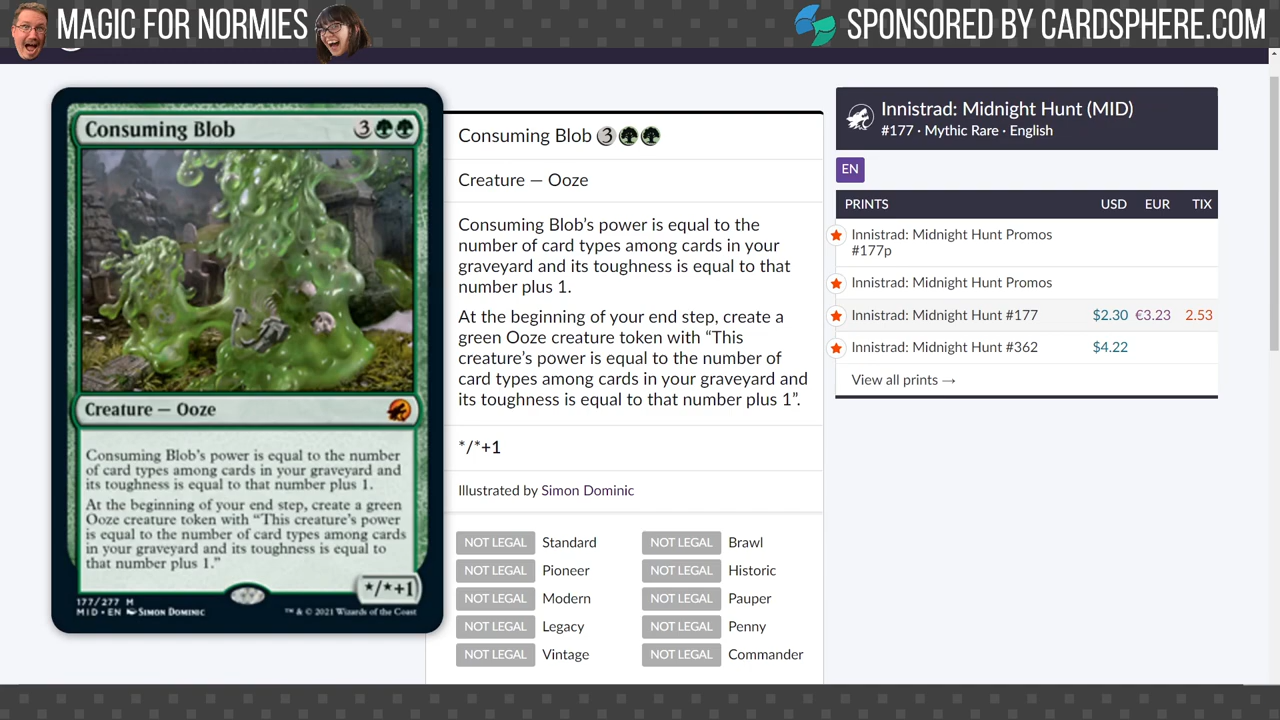 MAGIC FOR NORMIES
SPONSORED BY CARDSPHERE.COM
Consuming Blob 3
Creature — Ooze
Consuming Blob's power is equal to the number
of card types among cards in your graveyard and
its toughness is equal to that number plus 1.
At the beginning of your end step, create a green
Ooze creature token with “This creature's power
is equal to the number of card types among cards
in your graveyard and its toughness is equal to
that number plus 1.”
*/*+1
177/277 M
MID • EN SIMON DOMINIC
™ & © 2021 Wizards of the Coast
Consuming Blob 3
Creature — Ooze
Consuming Blob’s power is equal to the
number of card types among cards in your
graveyard and its toughness is equal to that
number plus 1.
At the beginning of your end step, create a
green Ooze creature token with “This
creature’s power is equal to the number of
card types among cards in your graveyard and
its toughness is equal to that number plus 1”.
*/*+1
Illustrated by Simon Dominic
NOT LEGAL Standard NOT LEGAL Brawl
NOT LEGAL Pioneer NOT LEGAL Historic
NOT LEGAL Modern NOT LEGAL Pauper
NOT LEGAL Legacy NOT LEGAL Penny
NOT LEGAL Vintage NOT LEGAL Commander
Innistrad: Midnight Hunt (MID)
#177 · Mythic Rare · English
EN
PRINTS USD EUR TIX
Innistrad: Midnight Hunt Promos
#177p
Innistrad: Midnight Hunt Promos
Innistrad: Midnight Hunt #177 $2.30 €3.23 2.53
Innistrad: Midnight Hunt #362 $4.22
View all prints →